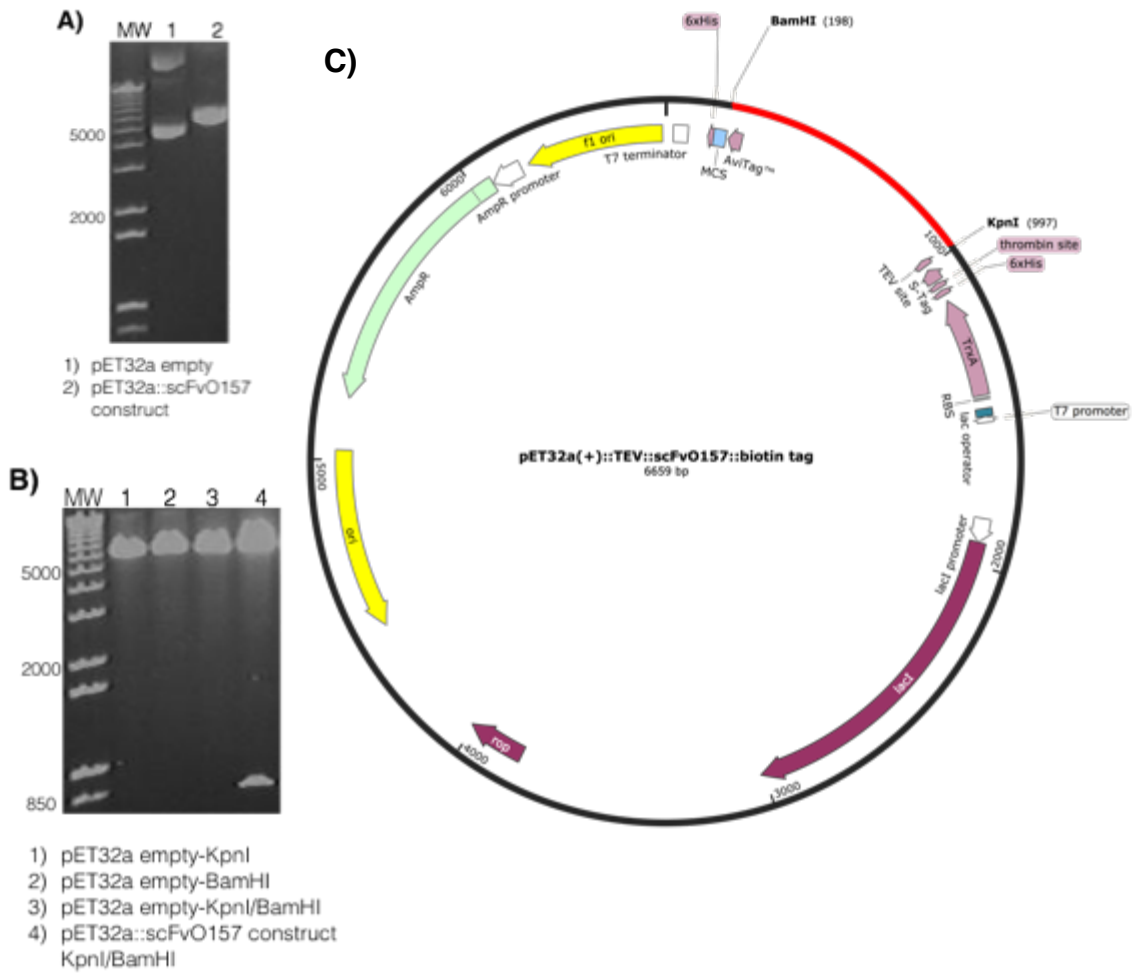 A)
MW 1 2
5000
2000
1) pET32a empty
2) pET32a::scFvO157
construct
B)
MW 1 2 3 4
5000
2000
850
1) pET32a empty-KpnI
2) pET32a empty-BamHI
3) pET32a empty-KpnI/BamHI
4) pET32a::scFvO157 construct
KpnI/BamHI
C)
6xHis
BamHI (198)
f1 ori
T7 terminator
MCS
AviTag™
AmpR promoter
6000
AmpR
KpnI (997)
1000
thrombin site
6xHis
TEV site
S-Tag
TrxA
RBS
lac operator
T7 promoter
pET32a(+)::TEV::scFvO157::biotin tag
6659 bp
5000
ori
lacI promoter
2000
lacI
rop
4000
3000